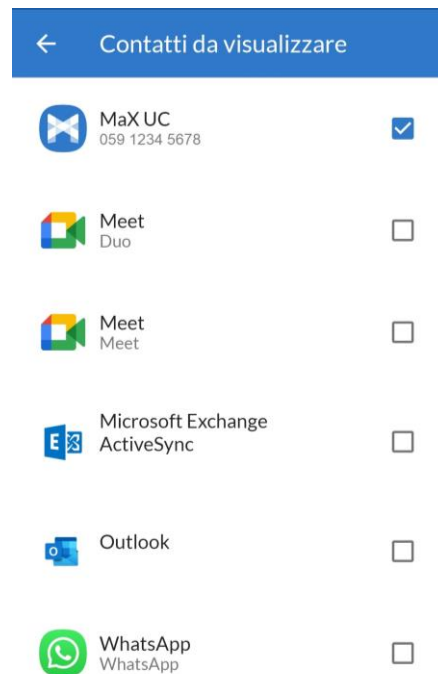 Contatti da visualizzare
MaX UC
059 1234 5678
Meet
Duo
Meet
Meet
Microsoft Exchange
ActiveSync
Outlook
WhatsApp
WhatsApp